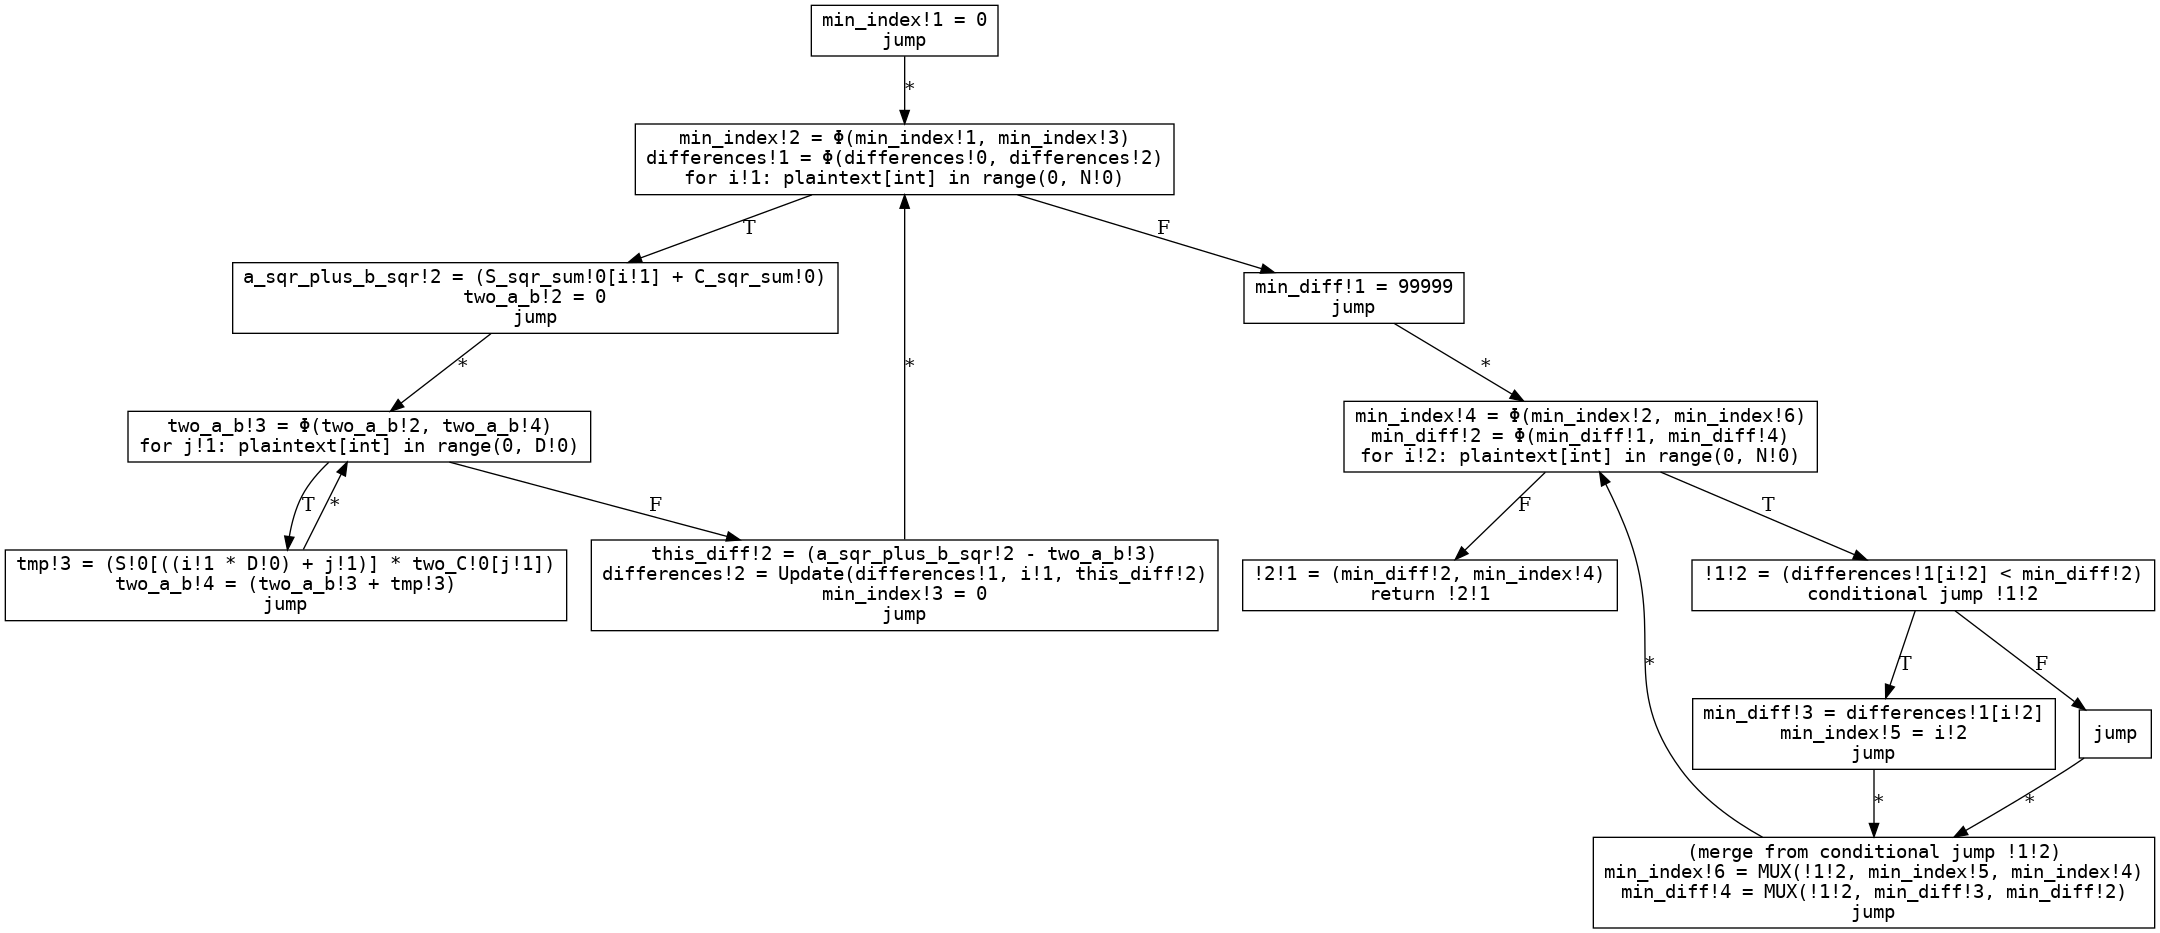 min_index!1 = 0
jump
*
min_index!2 = Φ(min_index!1, min_index!3)
differences!1 = Φ(differences!0, differences!2)
for i!1: plaintext[int] in range(0, N!0)
T
F
a_sqr_plus_b_sqr!2 = (S_sqr_sum!0[i!1] + C_sqr_sum!0)
two_a_b!2 = 0
jump
min_diff!1 = 99999
jump
*
*
*
two_a_b!3 = Φ(two_a_b!2, two_a_b!4)
for j!1: plaintext[int] in range(0, D!0)
min_index!4 = Φ(min_index!2, min_index!6)
min_diff!2 = Φ(min_diff!1, min_diff!4)
for i!2: plaintext[int] in range(0, N!0)
T
*
F
F
T
tmp!3 = (S!0[((i!1 * D!0) + j!1)] * two_C!0[j!1])
two_a_b!4 = (two_a_b!3 + tmp!3)
jump
this_diff!2 = (a_sqr_plus_b_sqr!2 - two_a_b!3)
differences!2 = Update(differences!1, i!1, this_diff!2)
min_index!3 = 0
jump
!2!1 = (min_diff!2, min_index!4)
return !2!1
!1!2 = (differences!1[i!2] < min_diff!2)
conditional jump !1!2
*
T
F
min_diff!3 = differences!1[i!2]
min_index!5 = i!2
jump
jump
*
*
(merge from conditional jump !1!2)
min_index!6 = MUX(!1!2, min_index!5, min_index!4)
min_diff!4 = MUX(!1!2, min_diff!3, min_diff!2)
jump